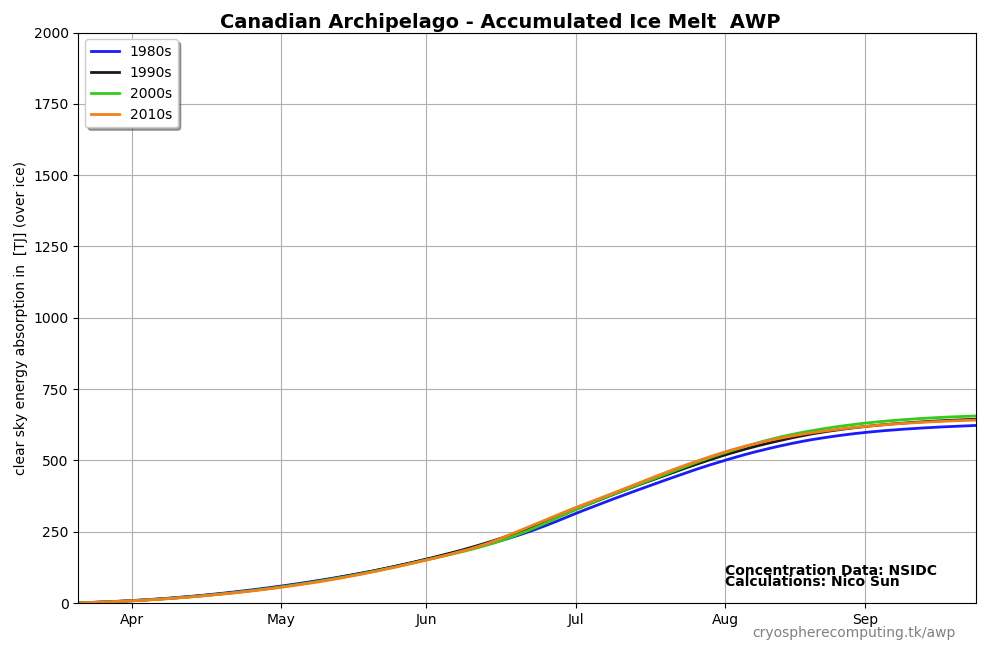 Canadian Archipelago - Accumulated Ice Melt  AWP
2000
1750
1500
1250
1000
750
500
250
0
clear sky energy absorption in  [TJ] (over ice)
1980s
1990s
2000s
2010s
Concentration Data: NSIDC
Calculations: Nico Sun
Apr
May
Jun
Jul
Aug
Sep
cryospherecomputing.tk/awp